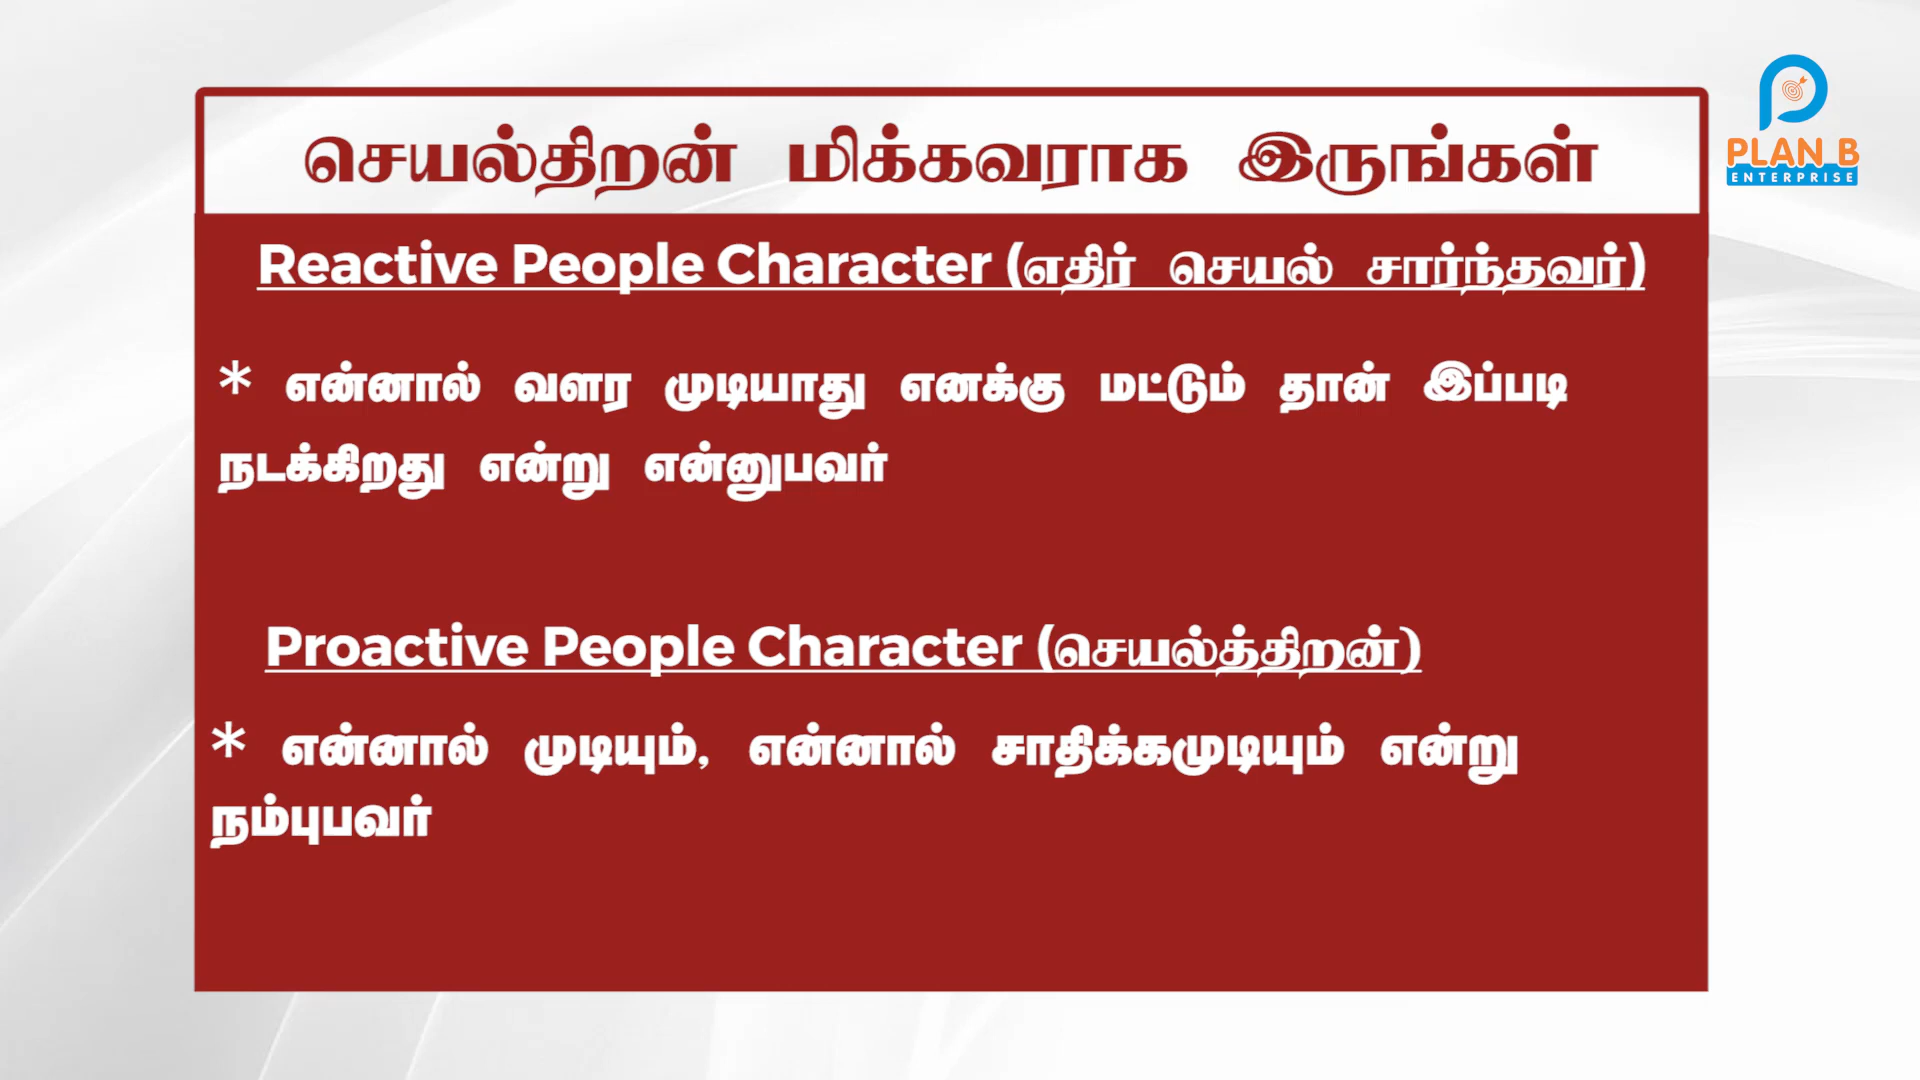 PLAN B
ENTERPRISE
செயல்திறன் மிக்கவராக இருங்கள்
Reactive People Character (எதிர் செயல் சார்ந்தவர்)
* என்னால் வளர முடியாது எனக்கு மட்டும் தான் இப்படி
நடக்கிறது என்று என்னுபவர்
Proactive People Character (செயல்த்திறன்)
* என்னால் முடியும், என்னால் சாதிக்கமுடியும் என்று
நம்புபவர்